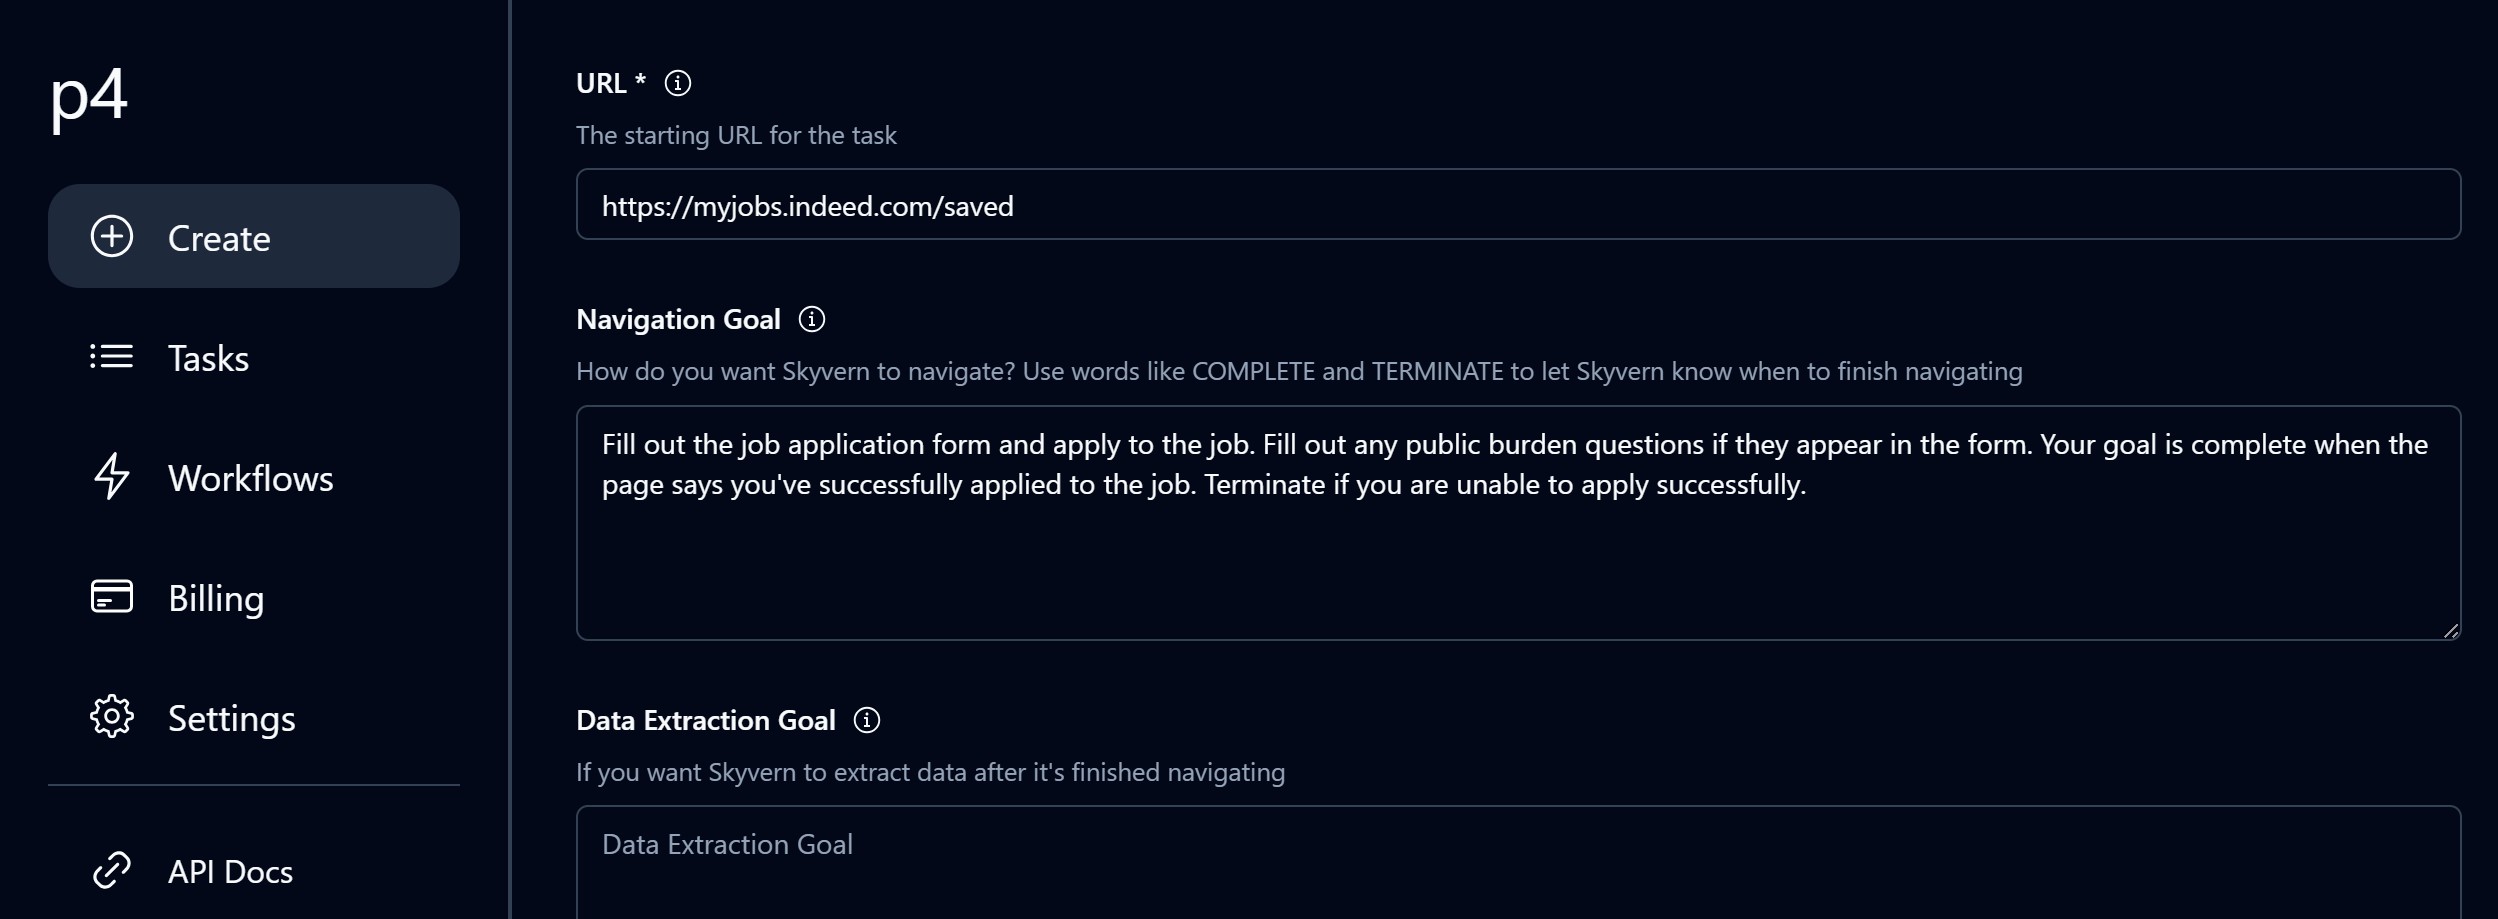 p4
Create
Tasks
Workflows
Billing
Settings
API Docs
URL *
The starting URL for the task
https://myjobs.indeed.com/saved
Navigation Goal
How do you want Skyvern to navigate? Use words like COMPLETE and TERMINATE to let Skyvern know when to finish navigating
Fill out the job application form and apply to the job. Fill out any public burden questions if they appear in the form. Your goal is complete when the
page says you've successfully applied to the job. Terminate if you are unable to apply successfully.
Data Extraction Goal
If you want Skyvern to extract data after it's finished navigating
Data Extraction Goal